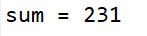 sum = 231